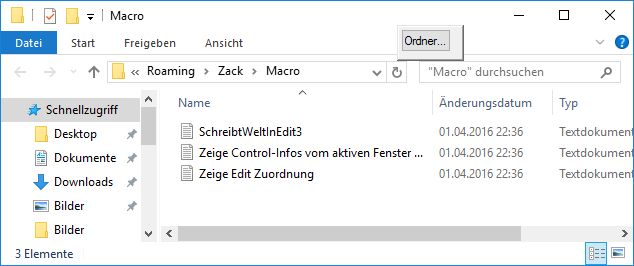 Macro
Ordner...
Datei Start Freigeben Ansicht
« Roaming > Zack > Macro "Macro" durchsuchen
Schnellzugriff
Desktop
Dokumente
Downloads
Bilder
Bilder
Name Änderungsdatum Typ
SchreibtWeltInEdit3 01.04.2016 22:36 Textdokument
Zeige Control-Infos vom aktiven Fenster ... 01.04.2016 22:36 Textdokument
Zeige Edit Zuordnung 01.04.2016 22:36 Textdokument
3 Elemente